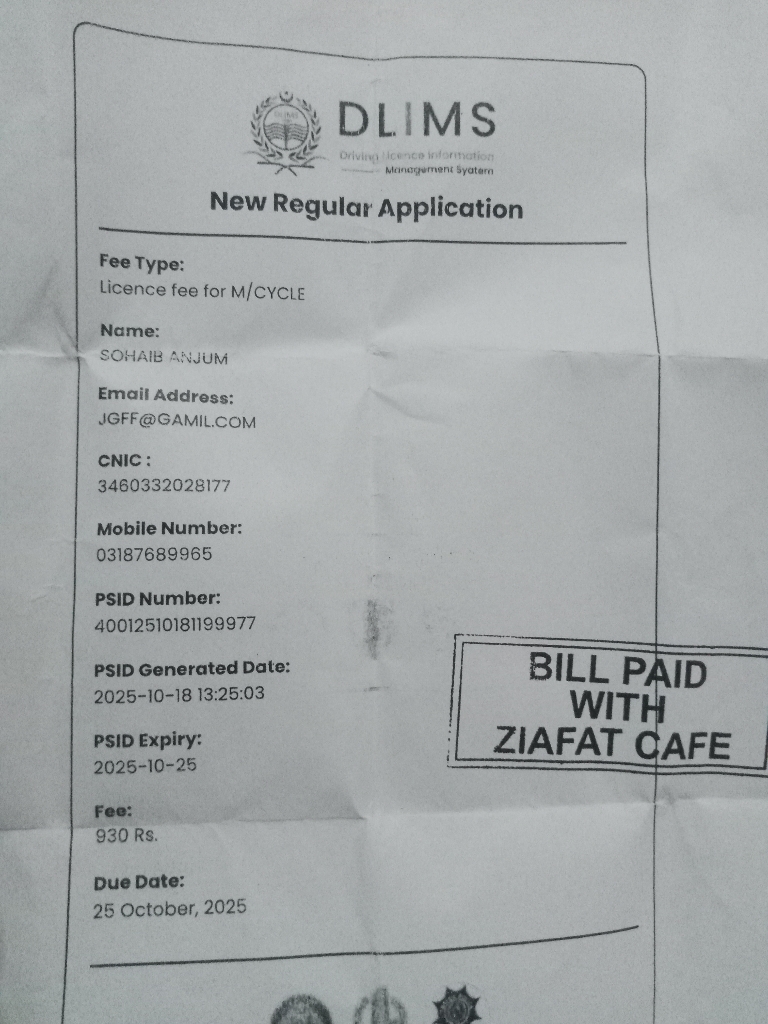 DLIMS
Driving Licence Information
Management System
New Regular Application
Fee Type:
Licence fee for M/CYCLE
Name:
SOHAIB ANJUM
Email Address:
JGFF@GAMIL.COM
CNIC :
3460332028177
Mobile Number:
03187689965
PSID Number:
40012510181199977
PSID Generated Date:
2025-10-18 13:25:03
PSID Expiry:
2025-10-25
BILL PAID
WITH
ZIAFAT CAFE
Fee:
930 Rs.
Due Date:
25 October, 2025